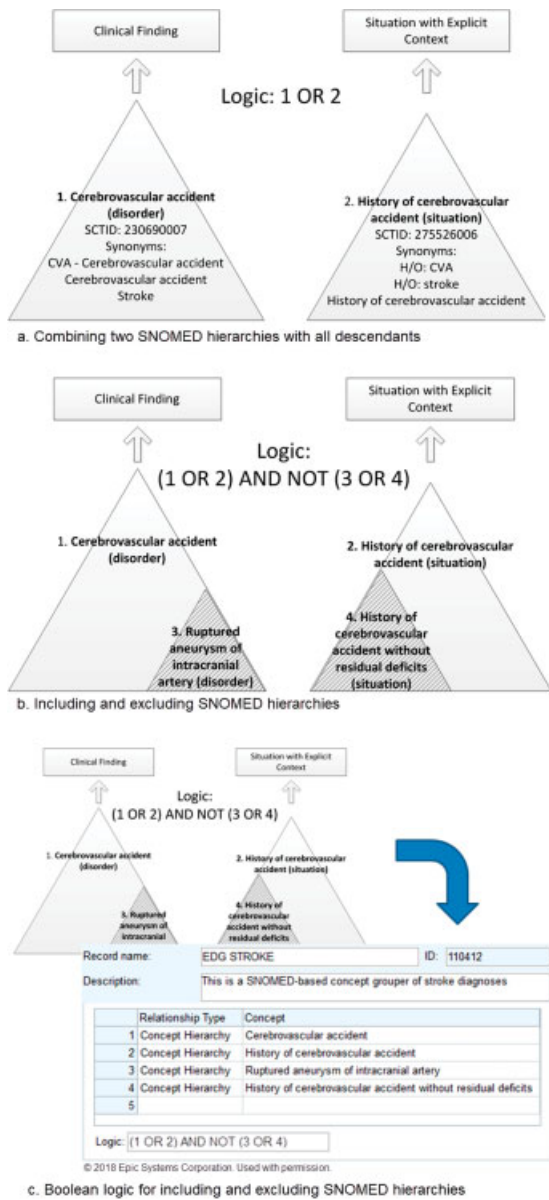 Clinical Finding
Situation with Explicit
Context
Logic: 1 OR 2
1. Cerebrovascular accident
(disorder)
SCTID: 230690007
Synonyms:
CVA - Cerebrovascular accident
Cerebrovascular accident
Stroke
2. History of cerebrovascular
accident (situation)
SCTID: 275526006
Synonyms:
H/O: CVA
H/O: stroke
History of cerebrovascular accident
a. Combining two SNOMED hierarchies with all descendants
Clinical Finding
Situation with Explicit
Context
Logic:
(1 OR 2) AND NOT (3 OR 4)
1. Cerebrovascular accident
(disorder)
2. History of cerebrovascular
accident (situation)
3. Ruptured
aneurysm of
intracranial
artery (disorder)
4. History of
cerebrovascular
accident without
residual deficits
(situation)
b. Including and excluding SNOMED hierarchies
Clinical Finding
Situation with Explicit
Context
Logic:
(1 OR 2) AND NOT (3 OR 4)
1. Cerebrovascular accident
(disorder)
2. History of cerebrovascular
accident (situation)
3. Ruptured
aneurysm of
intracranial
4. History of
cerebrovascular
accident without
residual deficits
Record name: EDG STROKE ID: 110412
Description: This is a SNOMED-based concept grouper of stroke diagnoses
Relationship Type Concept
1 Concept Hierarchy Cerebrovascular accident
2 Concept Hierarchy History of cerebrovascular accident
3 Concept Hierarchy Ruptured aneurysm of intracranial artery
4 Concept Hierarchy History of cerebrovascular accident without residual deficits
5
Logic: (1 OR 2) AND NOT (3 OR 4)
© 2018 Epic Systems Corporation. Used with permission.
c. Boolean logic for including and excluding SNOMED hierarchies